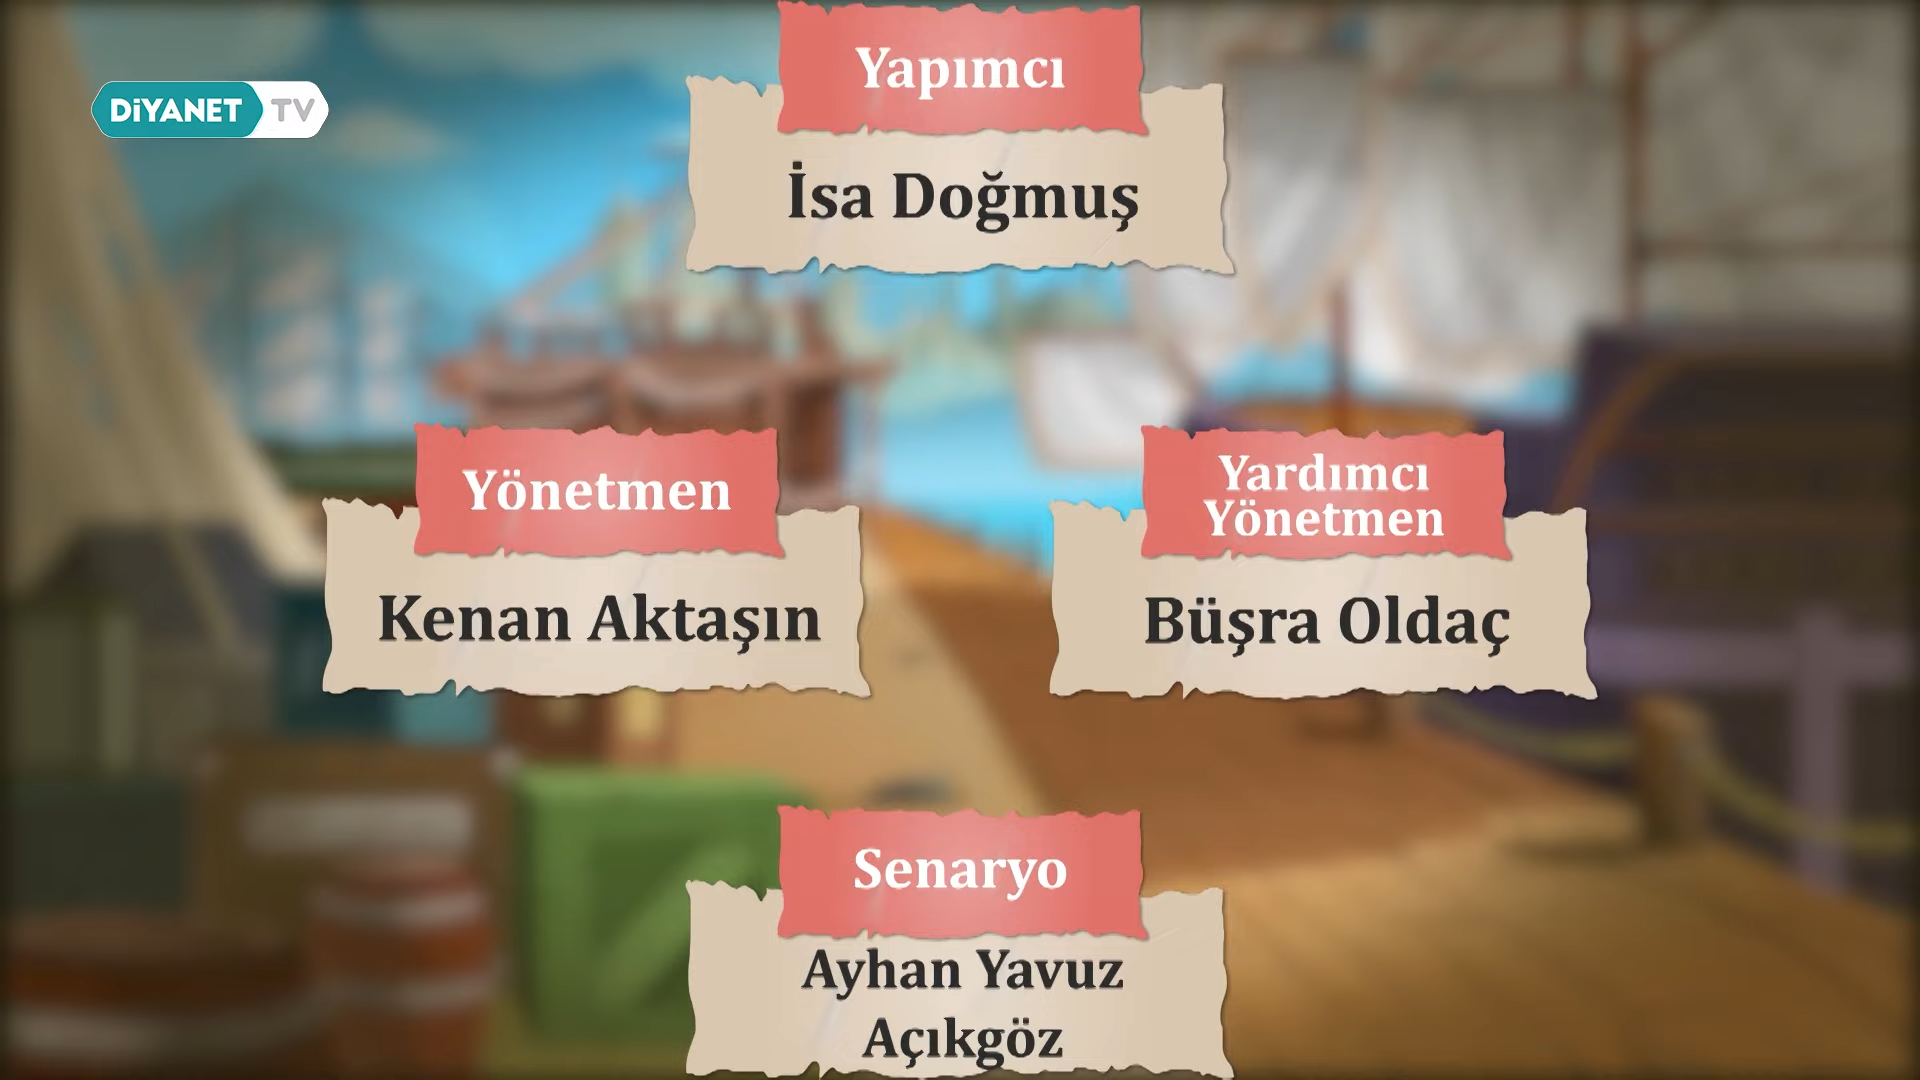 DİYANET TV
Yapımcı
İsa Doğmuş
Yönetmen
Kenan Aktaşın
Yardımcı
Yönetmen
Büşra Oldaç
Senaryo
Ayhan Yavuz
Açıkgöz